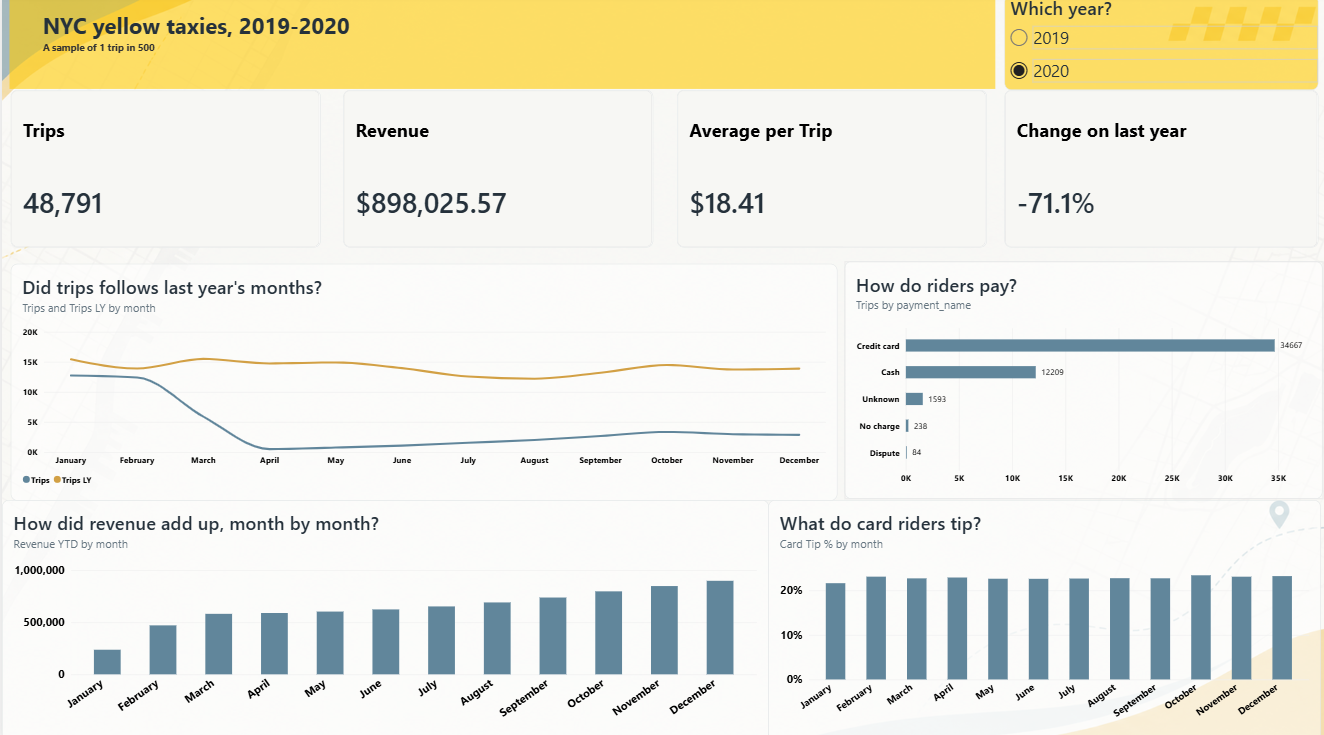 NYC yellow taxies, 2019-2020
A sample of 1 trip in 500
Which year?
2019
2020
Trips
48,791
Revenue
$898,025.57
Average per Trip
$18.41
Change on last year
-71.1%
Did trips follows last year's months?
Trips and Trips LY by month
20K
15K
10K
5K
0K
January February March April May June July August September October November December
Trips Trips LY
How do riders pay?
Trips by payment_name
Credit card 34667
Cash 12209
Unknown 1593
No charge 238
Dispute 84
0K 5K 10K 15K 20K 25K 30K 35K
How did revenue add up, month by month?
Revenue YTD by month
1,000,000
500,000
0
January February March April May June July August September October November December
What do card riders tip?
Card Tip % by month
20%
10%
0%
January February March April May June July August September October November December